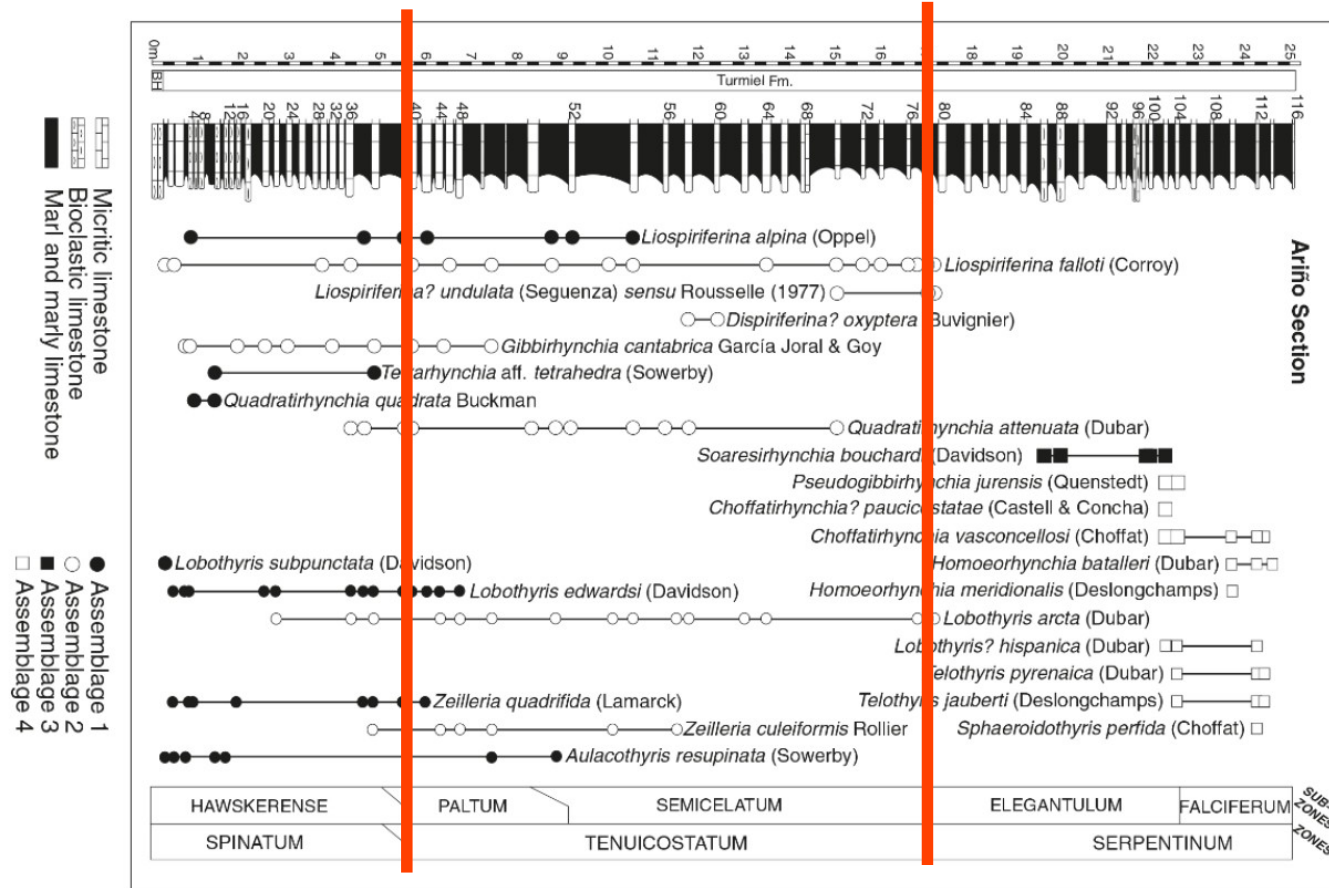 0m 1 2 3 4 5 6 7 8 9 10 11 12 13 14 15 16 18 19 20 21 22 23 24 25
BH Turmiel Fm.
4 8 12 16 20 24 28 32 36 40 44 48 52 56 60 64 68 72 76 80 84 88 92 96 100 104 108 112 116
Micritic limestone
Bioclastic limestone
Marl and marly limestone
Ariño Section
Liospiriferina alpina (Oppel)
Liospiriferina falloti (Corroy)
Liospiriferina? undulata (Seguenza) sensu Rousselle (1977)
Dispiriferina? oxyptera Buvignier)
Gibbirhynchia cantabrica García Joral & Goy
Tetrarhynchia aff. tetrahedra (Sowerby)
Quadratirhynchia quadrata Buckman
Quadratirhynchia attenuata (Dubar)
Soaresirhynchia bouchardi (Davidson)
Pseudogibbirhynchia jurensis (Quenstedt)
Choffatirhynchia? paucicostatae (Castell & Concha)
Choffatirhynchia vasconcellosi (Choffat)
Lobothyris subpunctata (Davidson)
Homoeorhynchia batalleri (Dubar)
Lobothyris edwardsi (Davidson)
Homoeorhynchia meridionalis (Deslongchamps)
Lobothyris arcta (Dubar)
Lobothyris? hispanica (Dubar)
Telothyris pyrenaica (Dubar)
Zeilleria quadrifida (Lamarck)
Telothyris jauberti (Deslongchamps)
Zeilleria culeiformis Rollier
Sphaeroidothyris perfida (Choffat)
Aulacothyris resupinata (Sowerby)
Assemblage 1
Assemblage 2
Assemblage 3
Assemblage 4
HAWSKERENSE PALTUM SEMICELATUM ELEGANTULUM FALCIFERUM SUB-ZONES
SPINATUM TENUICOSTATUM SERPENTINUM ZONES